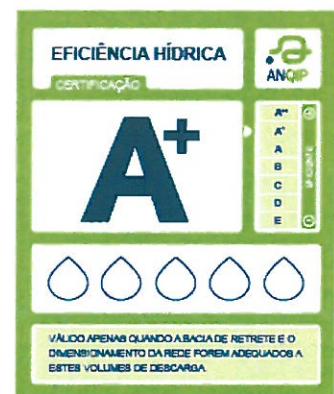 EFICIÊNCIA HÍDRICA
CERTIFICAÇÃO
ANQIP
A+
A++
A+
A
B
C
D
E
VÁLIDO APENAS QUANDO A BACIA DE RETRETE E O
DIMENSIONAMENTO DA REDE FOREM ADEQUADOS A
ESTES VOLUMES DE DESCARGA